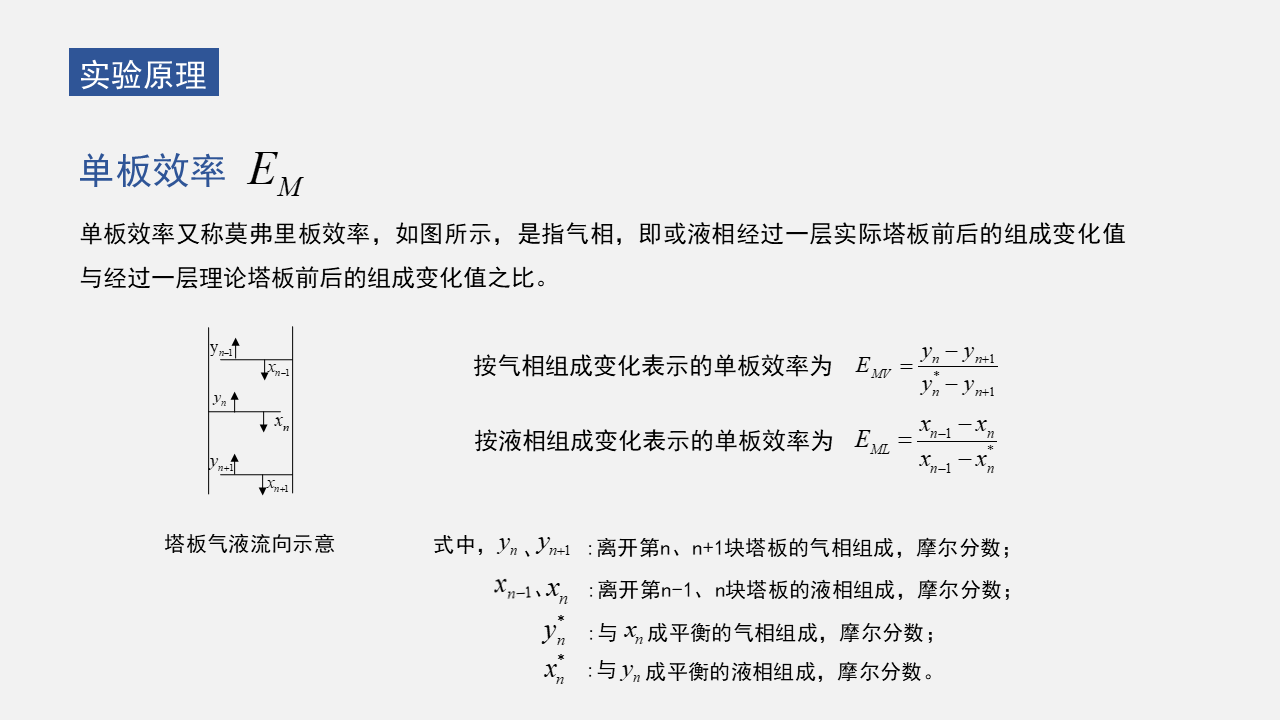 实验原理
单板效率 E_M
单板效率又称莫弗里板效率，如图所示，是指气相，即或液相经过一层实际塔板前后的组成变化值
与经过一层理论塔板前后的组成变化值之比。
y_{n-1}
x_{n-1}
y_n
x_n
y_{n+1}
x_{n+1}
塔板气液流向示意
按气相组成变化表示的单板效率为 E_{MV} = \frac{y_n - y_{n+1}}{y_n^* - y_{n+1}}
按液相组成变化表示的单板效率为 E_{ML} = \frac{x_{n-1} - x_n}{x_{n-1} - x_n^*}
式中，y_n、y_{n+1} :离开第n、n+1块塔板的气相组成，摩尔分数；
x_{n-1}、x_n :离开第n-1、n块塔板的液相组成，摩尔分数；
y_n^* :与 x_n 成平衡的气相组成，摩尔分数；
x_n^* :与 y_n 成平衡的液相组成，摩尔分数。